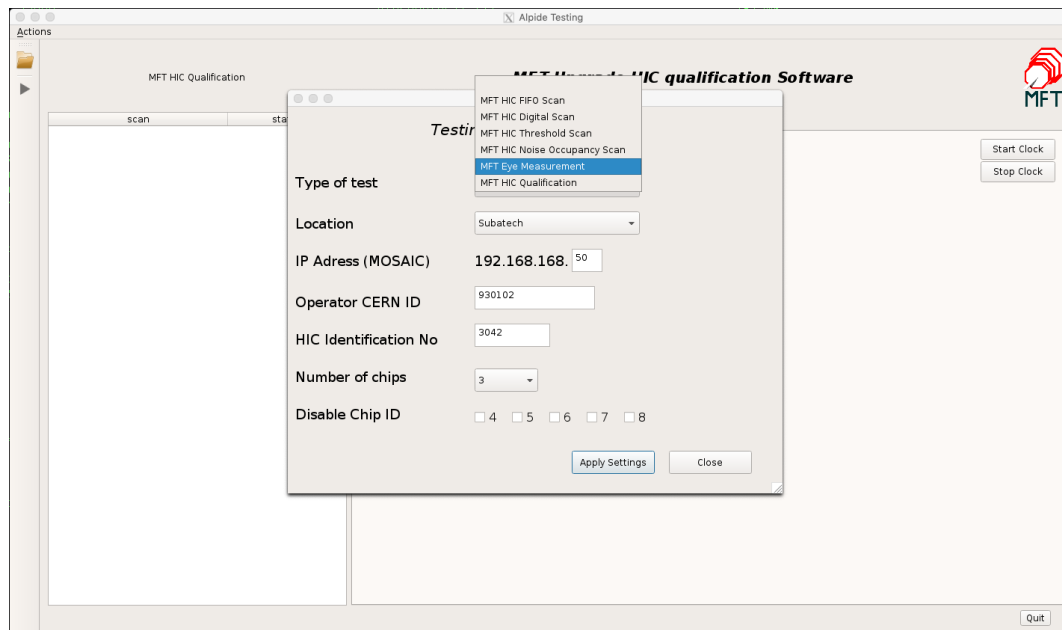 Alpide Testing
Actions
MFT HIC Qualification
HIC qualification Software
MFT
scan
Start Clock
Stop Clock
MFT HIC FIFO Scan
MFT HIC Digital Scan
MFT HIC Threshold Scan
MFT HIC Noise Occupancy Scan
MFT Eye Measurement
MFT HIC Qualification
Type of test
Location
Subatech
IP Adress (MOSAIC)
192.168.168.
50
Operator CERN ID
930102
HIC Identification No
3042
Number of chips
3
Disable Chip ID
4 5 6 7 8
Apply Settings
Close
Quit